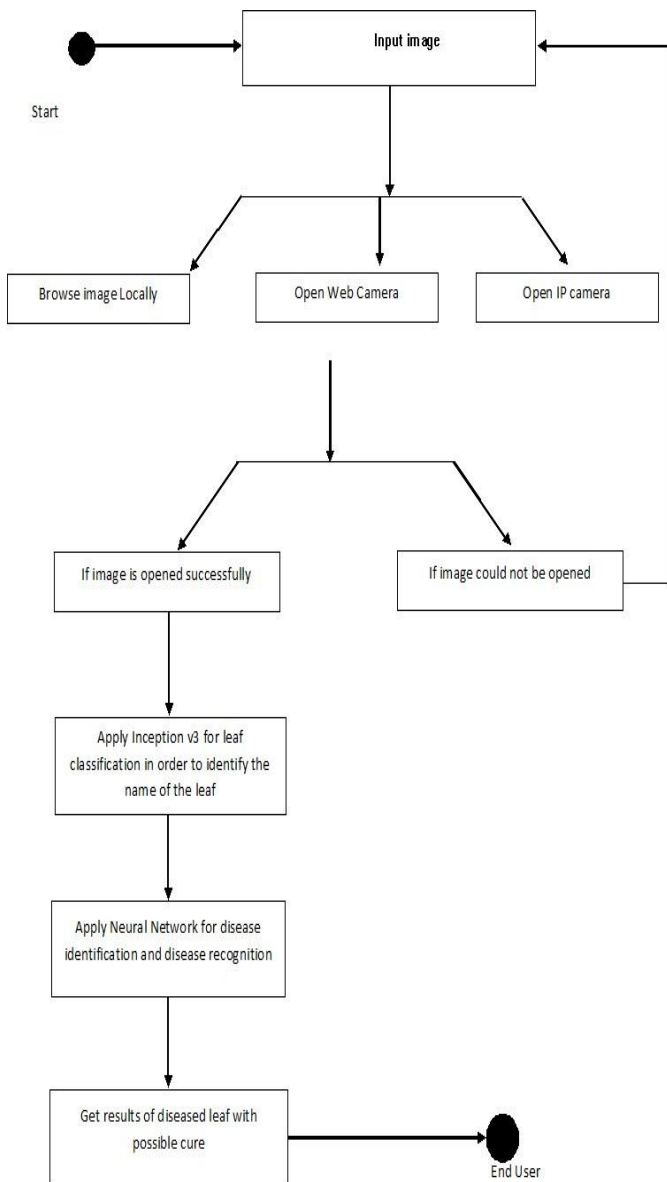 Input image
Start
Browse image Locally
Open Web Camera
Open IP camera
If image is opened successfully
If image could not be opened
Apply Inception v3 for leaf
classification in order to identify the
name of the leaf
Apply Neural Network for disease
identification and disease recognition
Get results of diseased leaf with
possible cure
End User